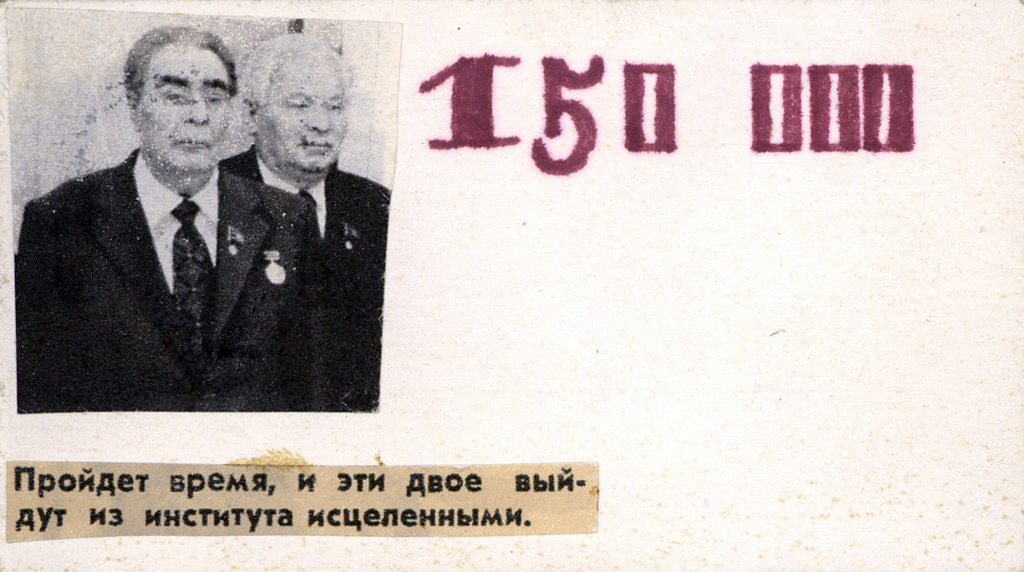 150 000
Пройдет время, и эти двое вый-
дут из института исцеленными.